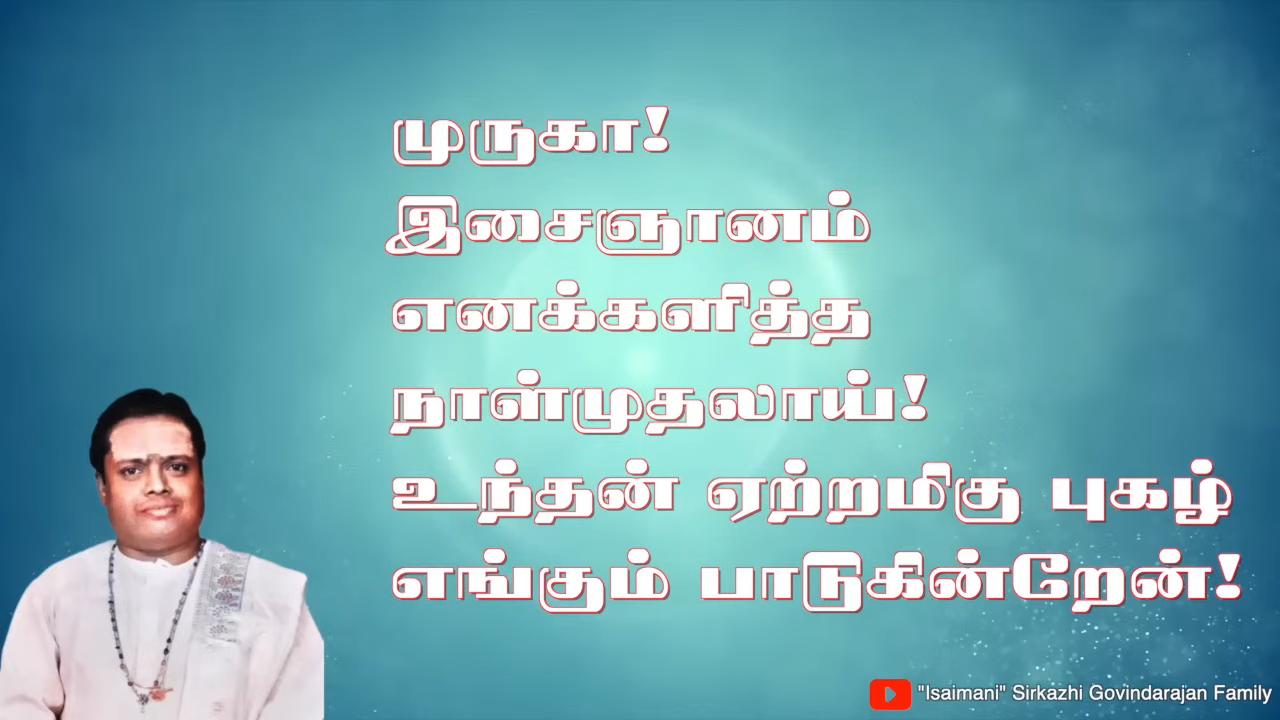 முருகா!
இசைஞானம்
எனக்களித்த
நாள்முதலாய்!
உந்தன் ஏற்றமிகு புகழ்
எங்கும் பாடுகின்றேன்!
"Isaimani" Sirkazhi Govindarajan Family